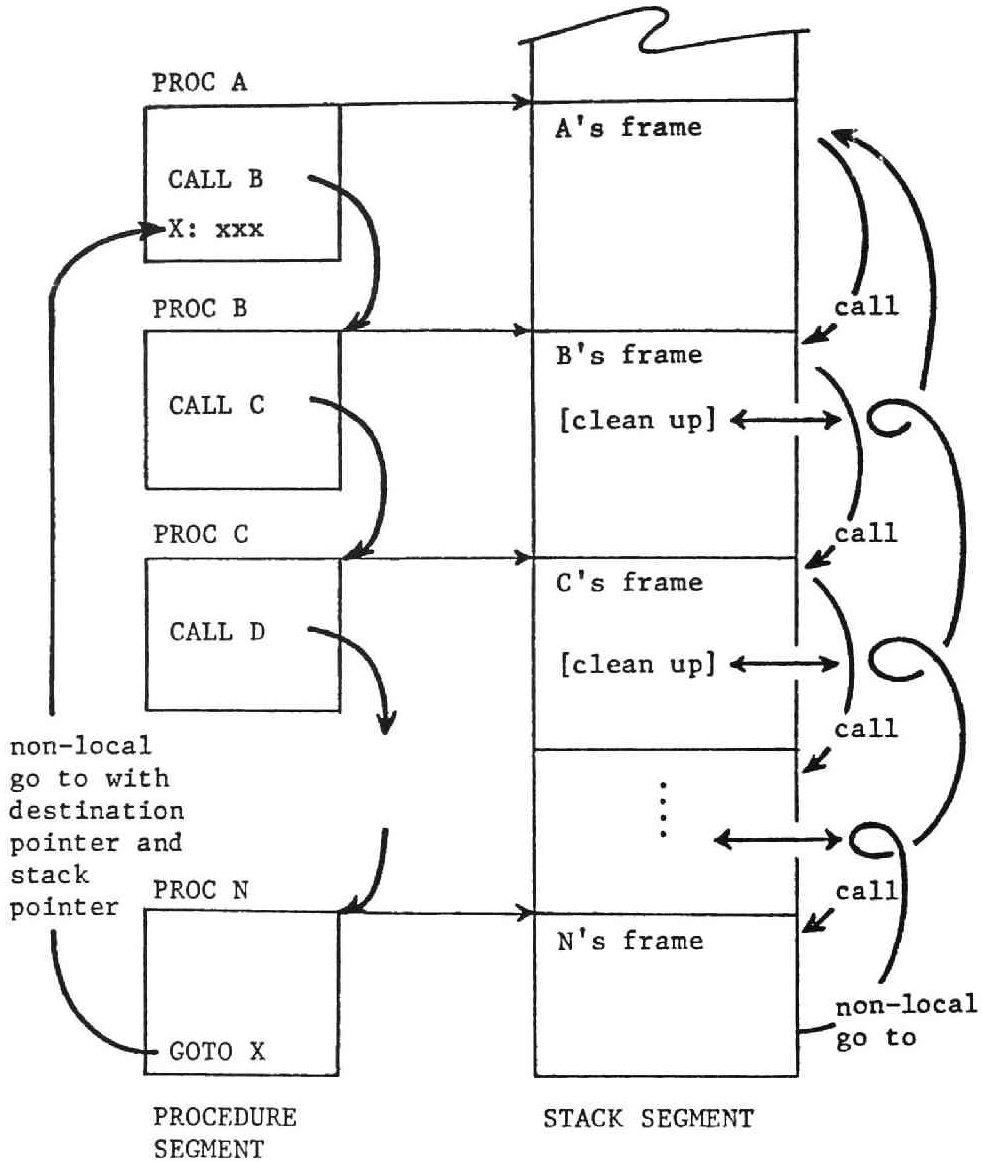 PROC A
A's frame
CALL B
X: xxx
call
PROC B
B's frame
CALL C
[clean up]
call
PROC C
C's frame
CALL D
[clean up]
call
non-local
go to with
destination
pointer and
stack
pointer
PROC N
call
N's frame
GOTO X
non-local
go to
PROCEDURE
SEGMENT
STACK SEGMENT